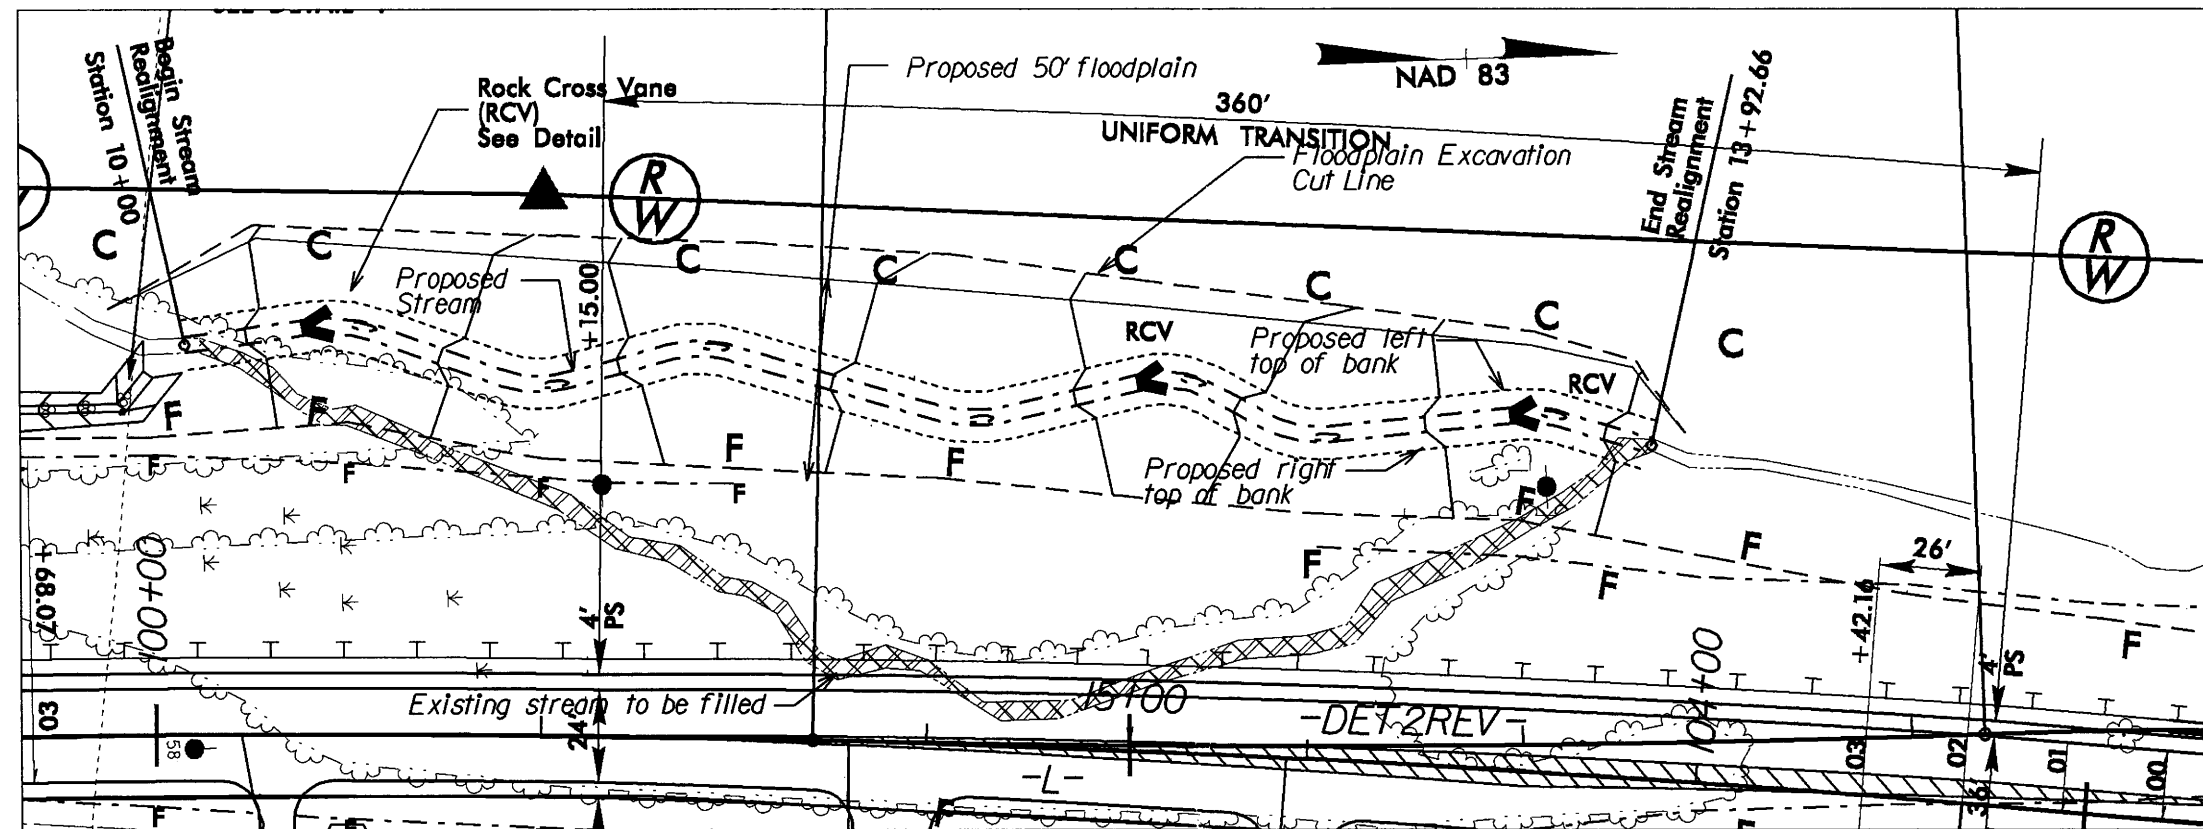 Begin Stream
Realignment
Station 10+00
Rock Cross Vane
(RCV)
See Detail
Proposed 50' floodplain
NAD 83
360'
UNIFORM TRANSITION
Floodplain Excavation
Cut Line
End Stream
Realignment
Station 13+92.66
R
W
R
W
C
C
C
C
C
C
C
C
Proposed
Stream
+15.00
RCV
Proposed left
top of bank
RCV
F
F
F
F
F
F
F
F
Proposed right
top of bank
F
F
F
F
F
+68.07
100+00
4'
PS
26'
+42.16
4'
PS
Existing stream to be filled
15+00
-DET2REV-
104+00
03
24'
58
-L-
03
02
01
00
36'
F
F